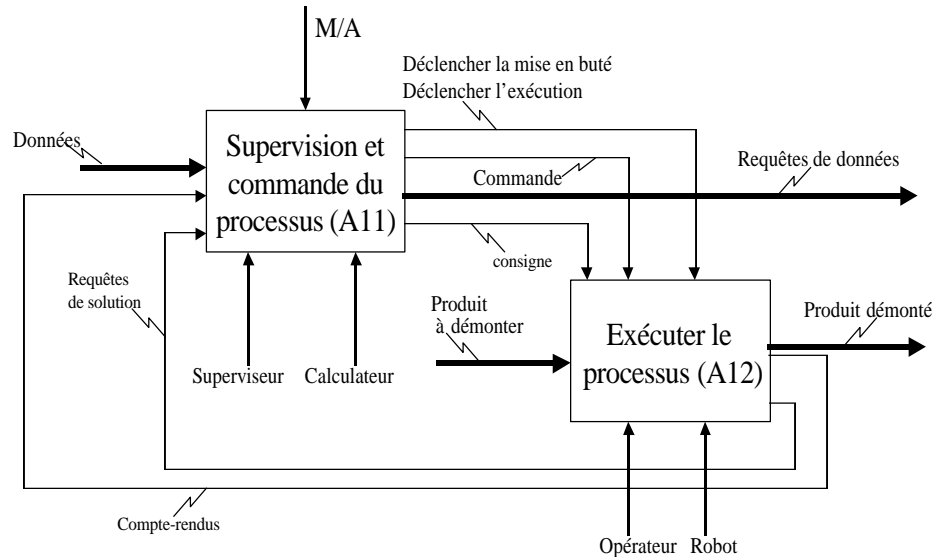 M/A
Déclencher la mise en buté
Déclencher l'exécution
Données
Supervision et
commande du
processus (A11)
Commande
Requêtes de données
consigne
Requêtes
de solution
Produit
à démonter
Exécuter le
processus (A12)
Produit démonté
Superviseur
Calculateur
Compte-rendus
Opérateur
Robot